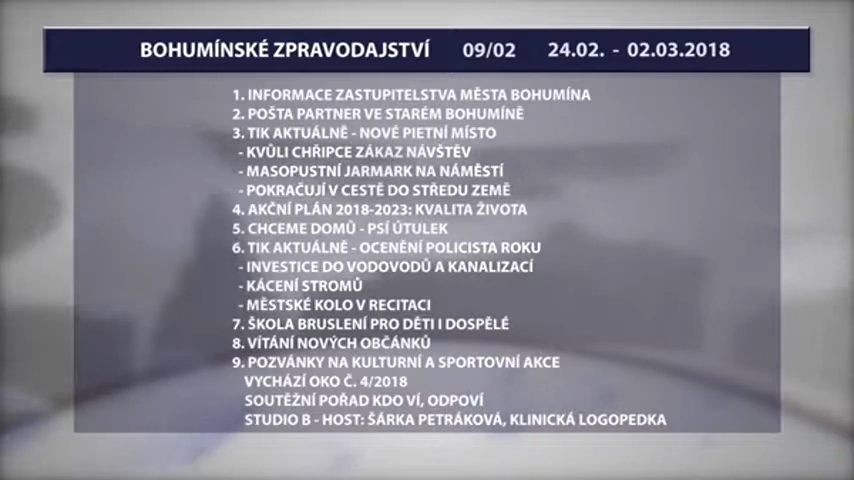 BOHUMÍNSKÉ ZPRAVODAJSTVÍ 09/02 24.02. - 02.03.2018
1. INFORMACE ZASTUPITELSTVA MĚSTA BOHUMÍNA
2. POŠTA PARTNER VE STARÉM BOHUMÍNĚ
3. TIK AKTUÁLNĚ - NOVÉ PIETNÍ MÍSTO
- KVŮLI CHŘIPCE ZÁKAZ NÁVŠTĚV
- MASOPUSTNÍ JARMARK NA NÁMĚSTÍ
- POKRAČUJÍ V CESTĚ DO STŘEDU ZEMĚ
4. AKČNÍ PLÁN 2018-2023: KVALITA ŽIVOTA
5. CHCEME DOMŮ - PSÍ ÚTULEK
6. TIK AKTUÁLNĚ - OCENĚNÍ POLICISTA ROKU
- INVESTICE DO VODOVODŮ A KANALIZACÍ
- KÁCENÍ STROMŮ
- MĚSTSKÉ KOLO V RECITACI
7. ŠKOLA BRUSLENÍ PRO DĚTI I DOSPĚLÉ
8. VÍTÁNÍ NOVÝCH OBČÁNKŮ
9. POZVÁNKY NA KULTURNÍ A SPORTOVNÍ AKCE
VYCHÁZÍ OKO Č. 4/2018
SOUTĚŽNÍ POŘAD KDO VÍ, ODPOVÍ
STUDIO B - HOST: ŠÁRKA PETRÁKOVÁ, KLINICKÁ LOGOPEDKA